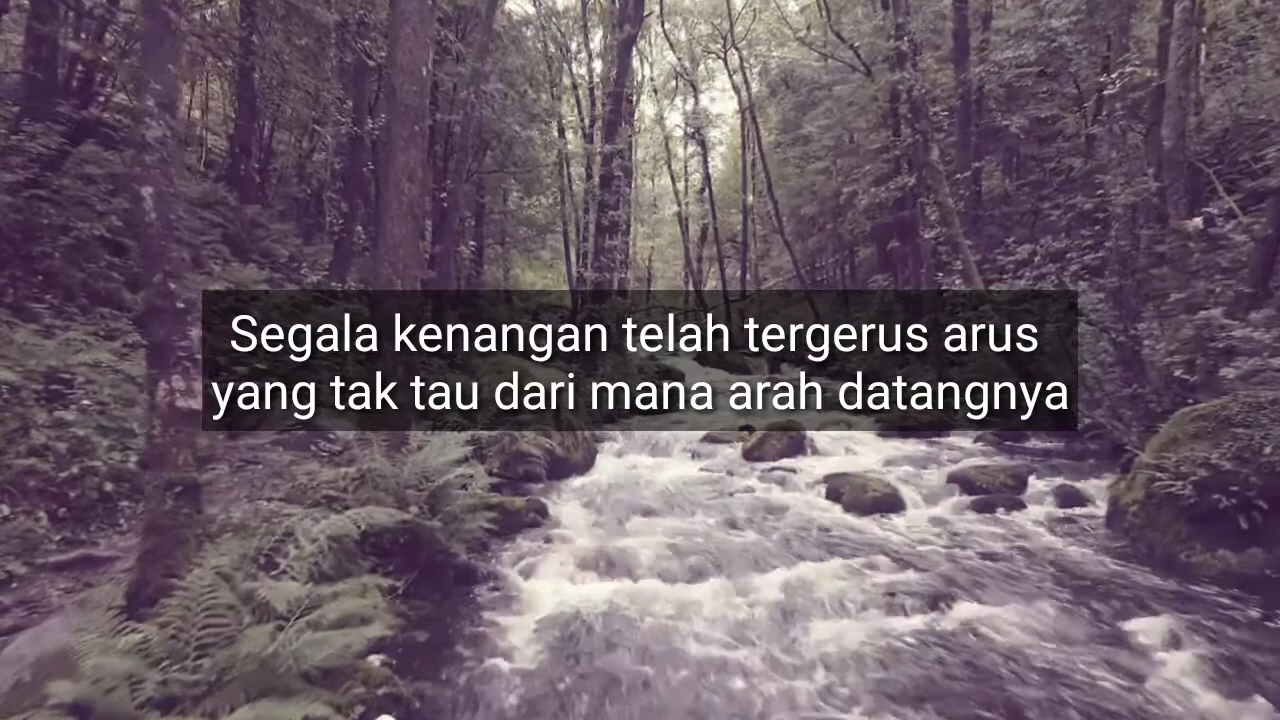 Segala kenangan telah tergerus arus
yang tak tau dari mana arah datangnya